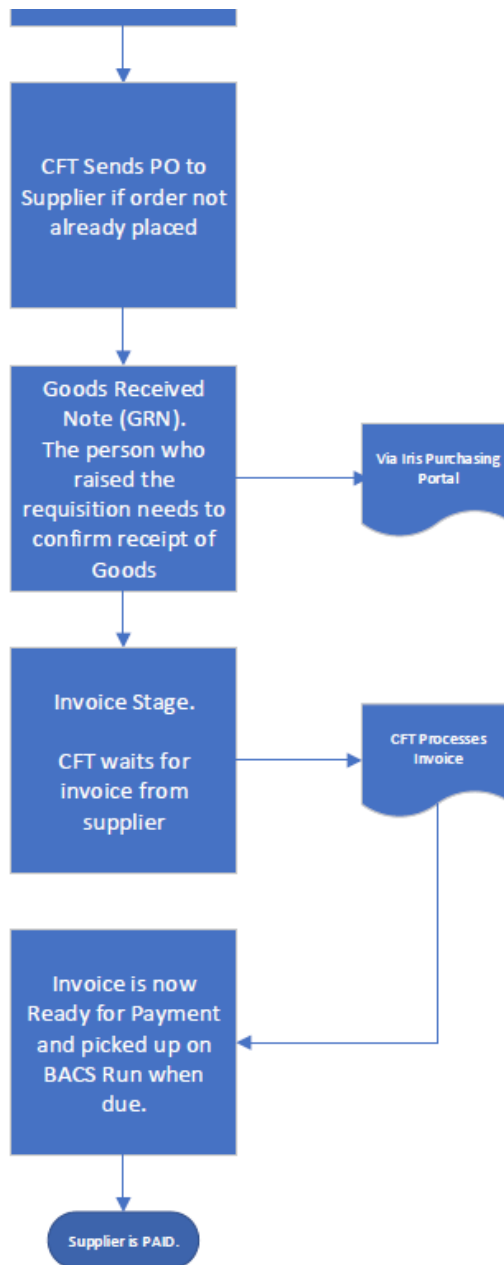 CFT Sends PO to
Supplier if order not
already placed
Goods Received
Note (GRN).
The person who
raised the
requisition needs to
confirm receipt of
Goods
Via Iris Purchasing
Portal
Invoice Stage.
CFT waits for
invoice from
supplier
CFT Processes
Invoice
Invoice is now
Ready for Payment
and picked up on
BACS Run when
due.
Supplier is PAID.